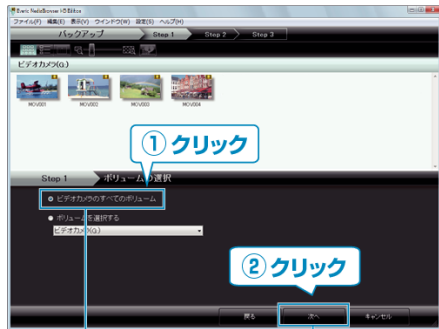 Everio MediaBrowser HD Edition
ファイル(F) 編集(E) 表示(V) ウインドウ(W) 設定(S) ヘルプ(H)
バックアップ Step 1 Step 2 Step 3
ビデオカメラ(G:)
MOV001 MOV002 MOV003 MOV004
① クリック
Step 1 ボリュームの選択
ビデオカメラのすべてのボリューム
ボリュームを選択する
ビデオカメラ(G:)
② クリック
戻る 次へ キャンセル